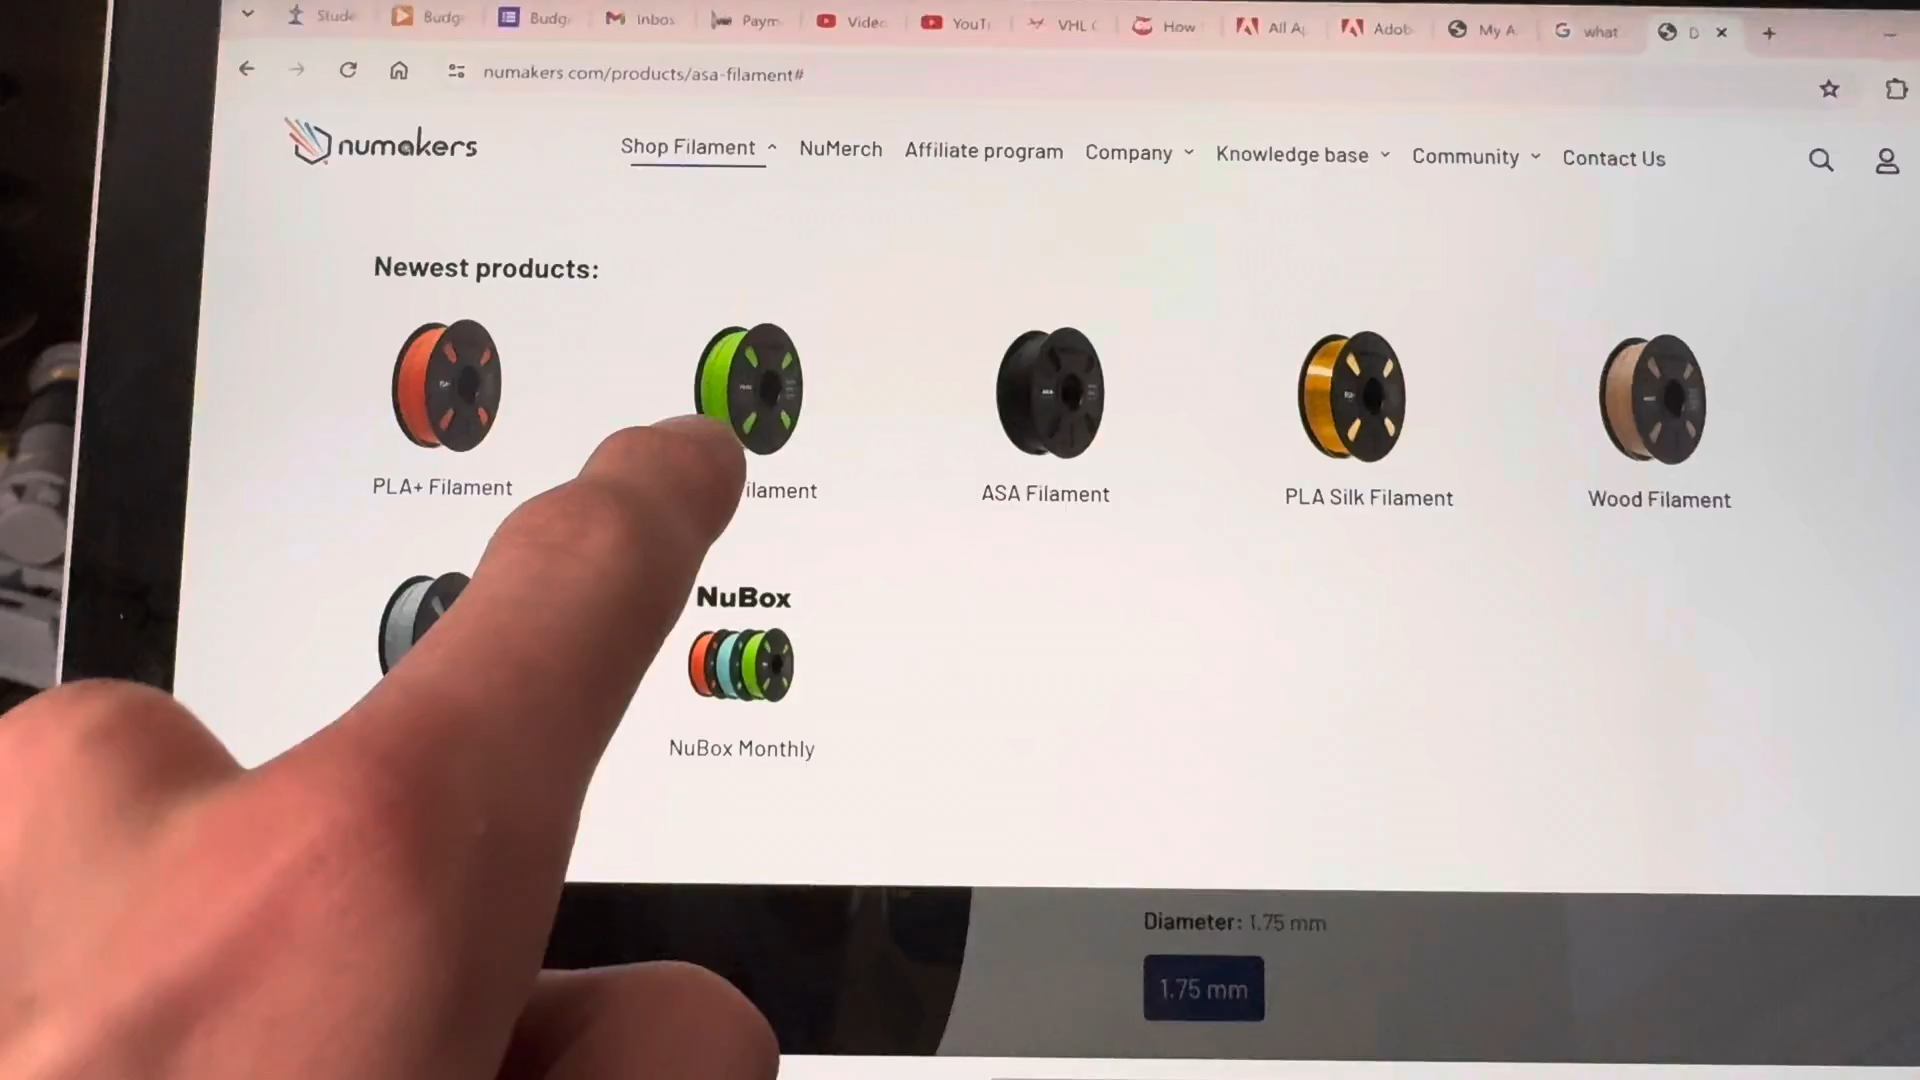 Stude Budg Budg Inbox Paym Videc YouT VHL C How All A Adob My A what D
numakers.com/products/asa-filament#
numakers Shop Filament NuMerch Affiliate program Company Knowledge base Community Contact Us
Newest products:
PLA+ Filament ilament ASA Filament PLA Silk Filament Wood Filament
NuBox
NuBox Monthly
Diameter: 1.75 mm
1.75 mm